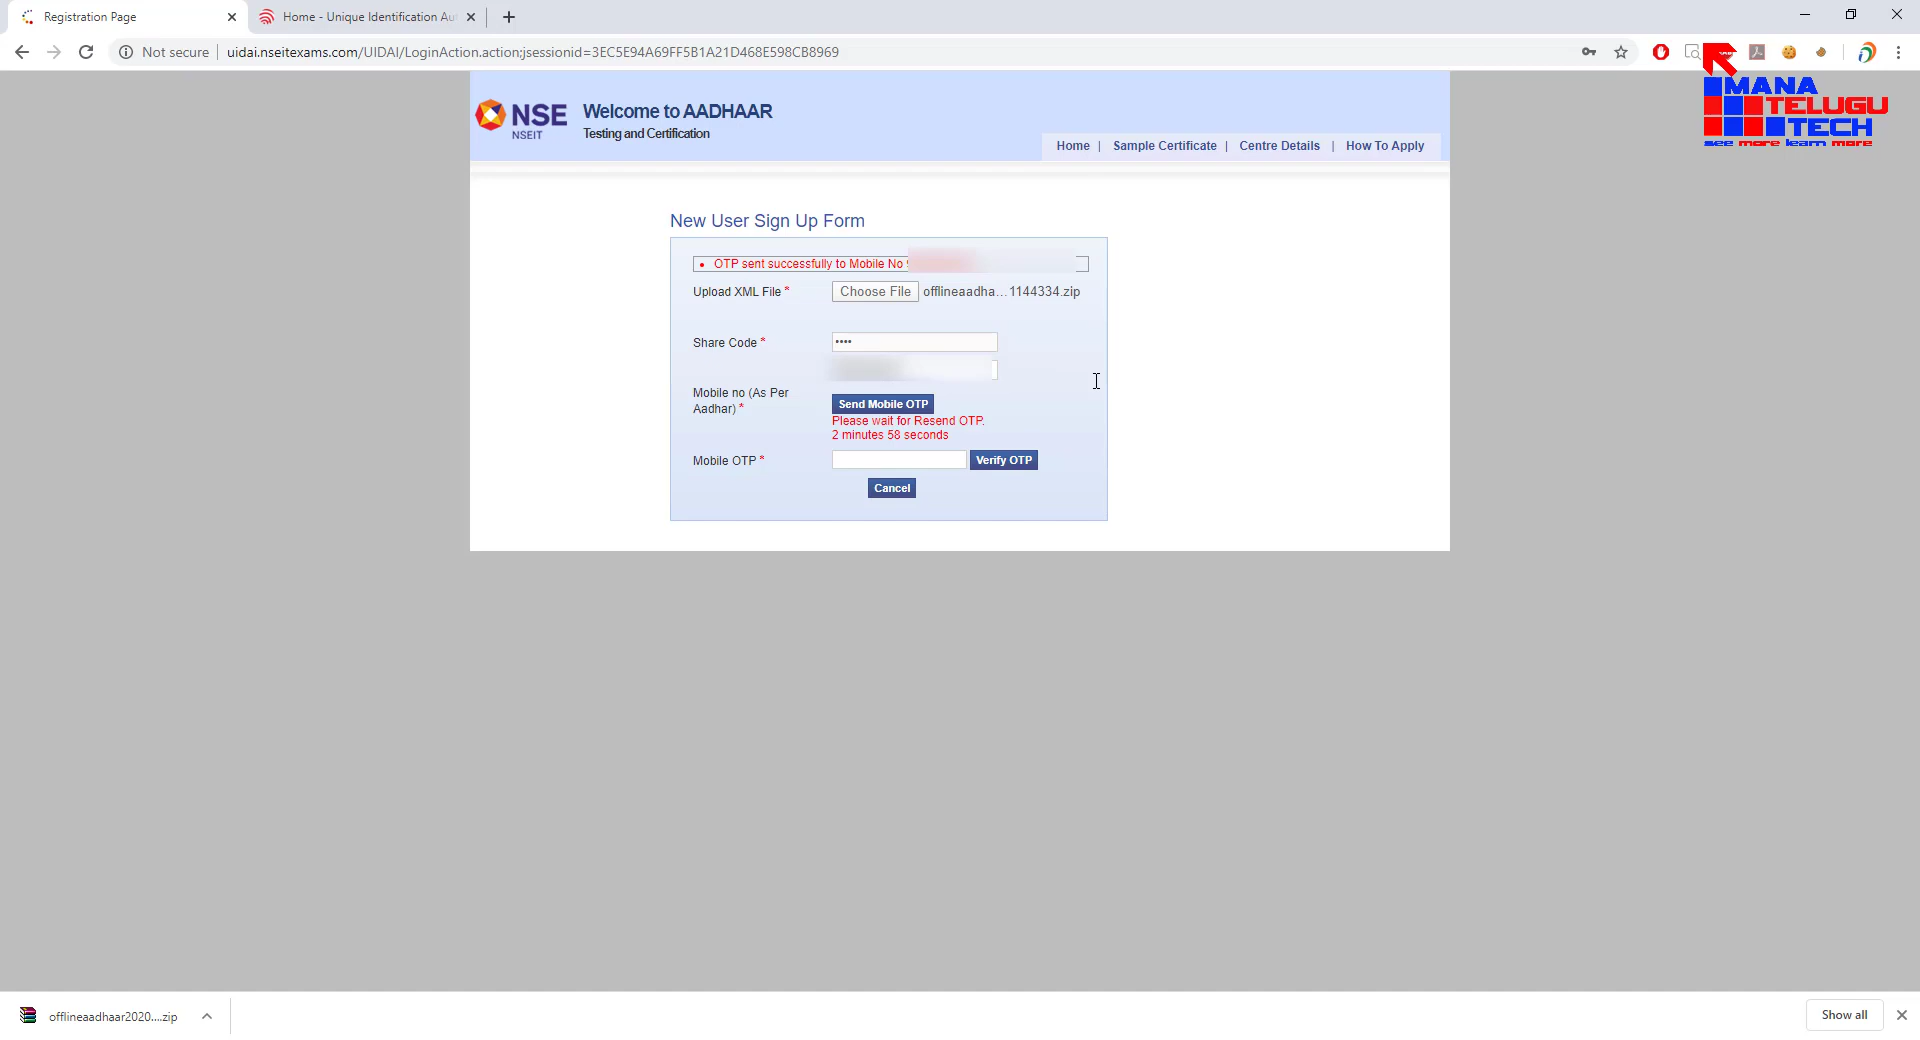 Registration Page
Home - Unique Identification Au
Not secure
uidai.nseitexams.com/UIDAI/LoginAction.action;jsessionid=3EC5E94A69FF5B1A21D468E598CB8969
MANA
TELUGU
TECH
see more learn more
NSE
NSEIT
Welcome to AADHAAR
Testing and Certification
Home | Sample Certificate | Centre Details | How To Apply
New User Sign Up Form
• OTP sent successfully to Mobile No
Upload XML File * Choose File offlineaadha...1144334.zip
Share Code * ••••
Mobile no (As Per
Aadhar) *
Send Mobile OTP
Please wait for Resend OTP.
2 minutes 58 seconds
Mobile OTP * Verify OTP
Cancel
offlineaadhaar2020....zip
Show all